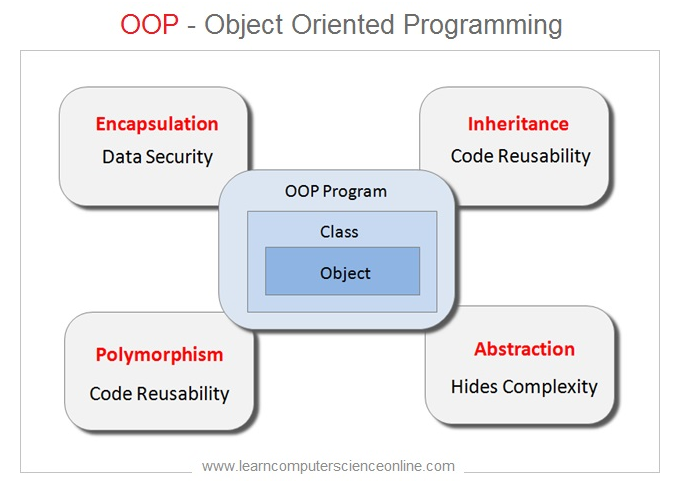 OOP - Object Oriented Programming
Encapsulation
Data Security
Inheritance
Code Reusability
OOP Program
Class
Object
Polymorphism
Code Reusability
Abstraction
Hides Complexity
www.learncomputerscienceonline.com